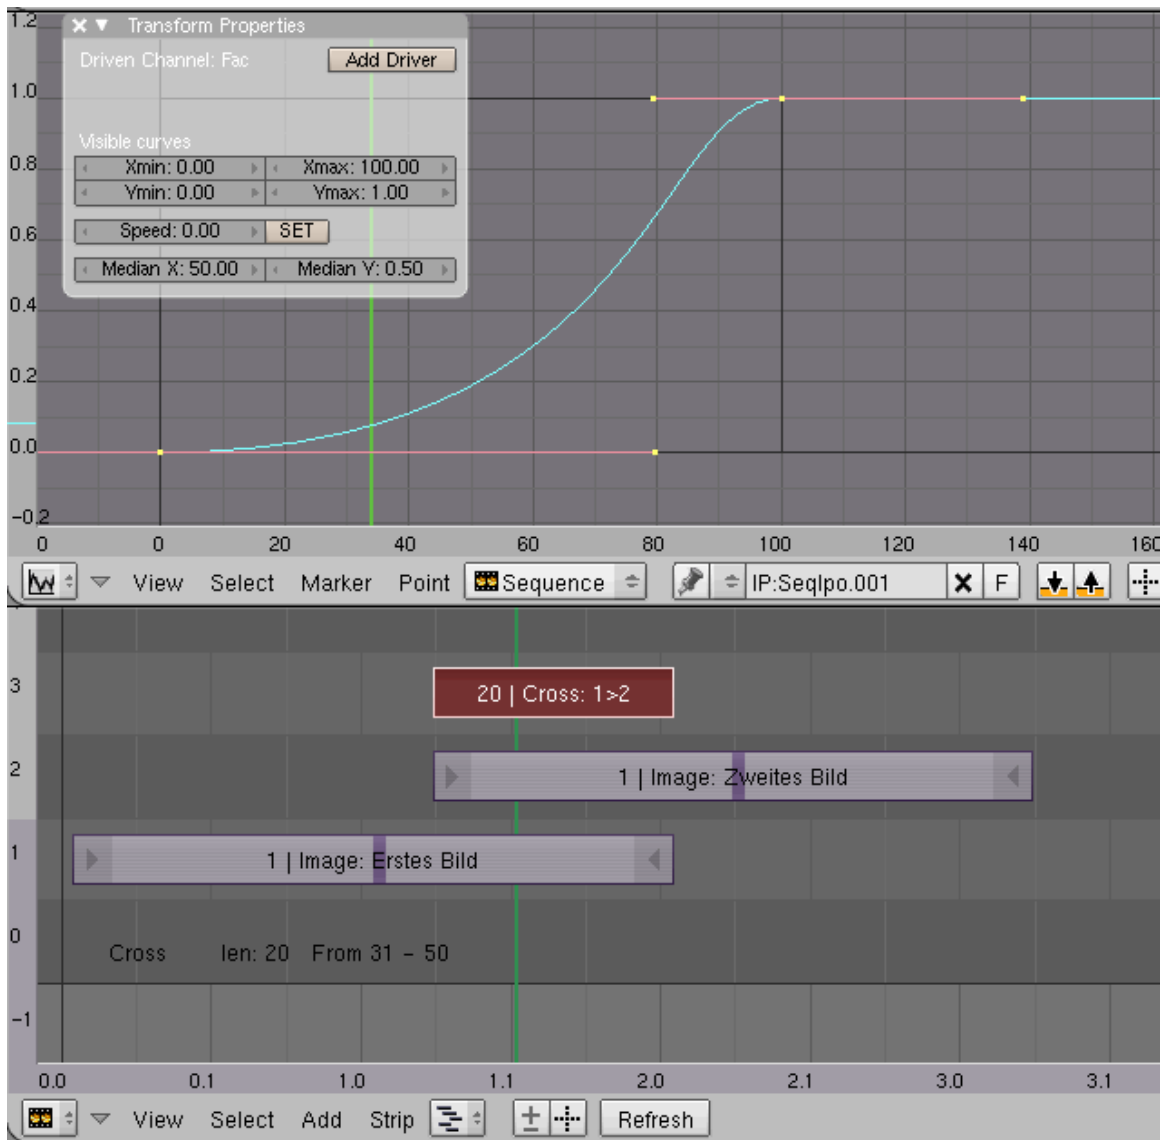 1.2
Transform Properties
Driven Channel: Fac Add Driver
1.0
Visible curves
0.8 Xmin: 0.00 Xmax: 100.00
Ymin: 0.00 Ymax: 1.00
0.6 Speed: 0.00 SET
Median X: 50.00 Median Y: 0.50
0.4
0.2
0.0
-0.2
0 0 20 40 60 80 100 120 140 160
View Select Marker Point Sequence IP:SeqIpo.001 F
3 20 | Cross: 1>2
2 1 | Image: Zweites Bild
1 1 | Image: Erstes Bild
0 Cross len: 20 From 31 - 50
-1
0.0 0.1 1.0 1.1 2.0 2.1 3.0 3.1
View Select Add Strip Refresh